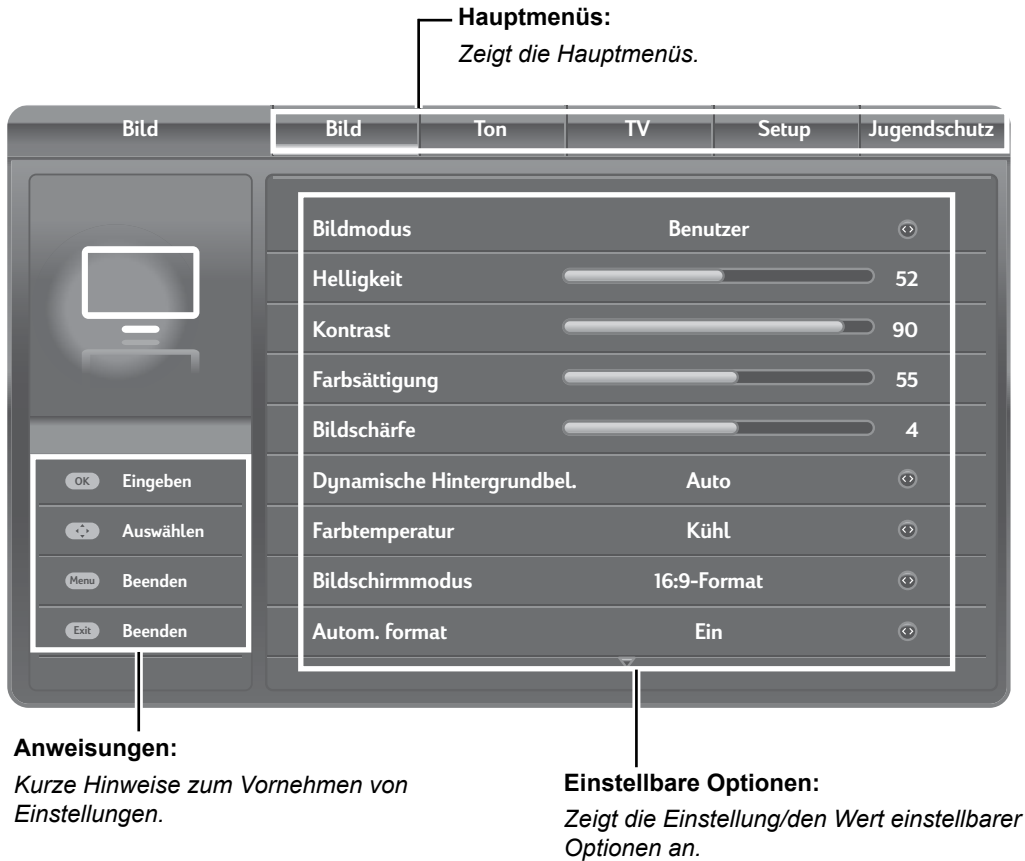 Hauptmenüs:
Zeigt die Hauptmenüs.
Bild
Bild Ton TV Setup Jugendschutz
Bildmodus Benutzer
Helligkeit 52
Kontrast 90
Farbsättigung 55
Bildschärfe 4
Dynamische Hintergrundbel. Auto
Farbtemperatur Kühl
Bildschirmmodus 16:9-Format
Autom. format Ein
OK Eingeben
Auswählen
Menu Beenden
Exit Beenden
Anweisungen:
Kurze Hinweise zum Vornehmen von
Einstellungen.
Einstellbare Optionen:
Zeigt die Einstellung/den Wert einstellbarer
Optionen an.